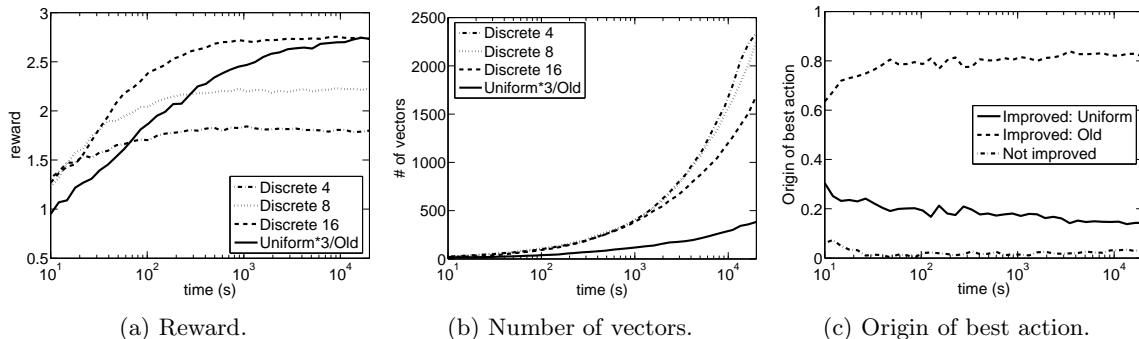 3
2.5
2
1.5
1
0.5
reward
Discrete 4
Discrete 8
Discrete 16
Uniform*3/Old
10^1
10^2
10^3
10^4
time (s)
(a) Reward.
2500
2000
1500
1000
500
0
# of vectors
Discrete 4
Discrete 8
Discrete 16
Uniform*3/Old
10^1
10^2
10^3
10^4
time (s)
(b) Number of vectors.
1
0.8
0.6
0.4
0.2
0
Origin of best action
Improved: Uniform
Improved: Old
Not improved
10^1
10^2
10^3
10^4
time (s)
(c) Origin of best action.